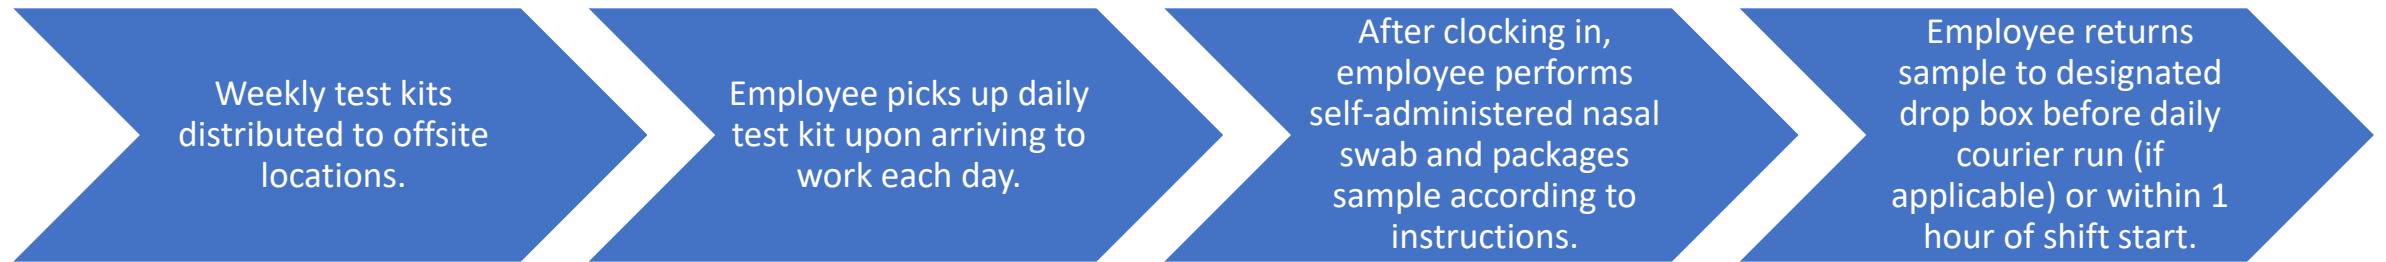 Weekly test kits
distributed to offsite
locations.
Employee picks up daily
test kit upon arriving to
work each day.
After clocking in,
employee performs
self-administered nasal
swab and packages
sample according to
instructions.
Employee returns
sample to designated
drop box before daily
courier run (if
applicable) or within 1
hour of shift start.